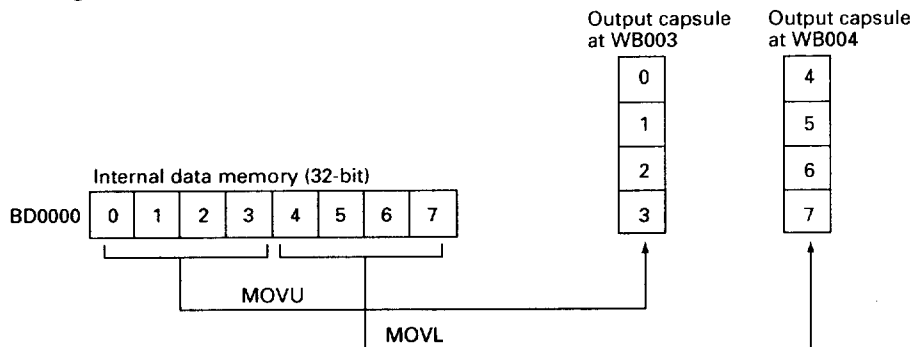 Output capsule
at WB003
Output capsule
at WB004
0
1
2
3
4
5
6
7
Internal data memory (32-bit)
BD0000 0 1 2 3 4 5 6 7
MOVU
MOVL